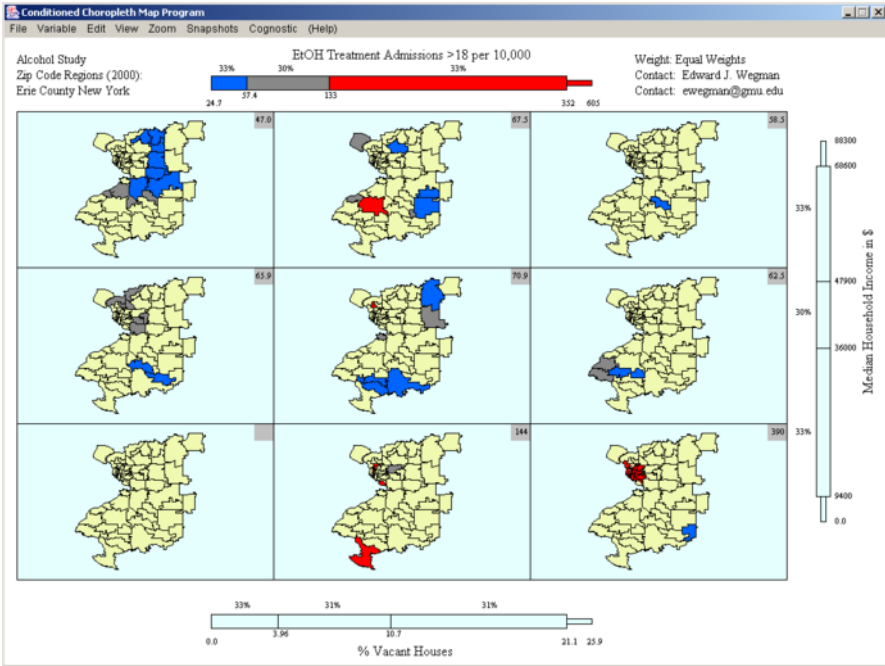 Conditioned Choropleth Map Program
File Variable Edit View Zoom Snapshots Cognostic (Help)
Alcohol Study
Zip Code Regions (2000):
Erie County New York
EtOH Treatment Admissions >18 per 10,000
33% 30% 33%
24.7 57.4 133 352 605
Weight: Equal Weights
Contact: Edward J. Wegman
Contact: ewegman@gmu.edu
47.0 67.5 58.5
65.9 70.9 62.5
144 390
88300
68600
33%
47900
30%
36000
33%
9400
0.0
Median Household Income in $
33% 31% 31%
0.0 3.96 10.7 21.1 25.9
% Vacant Houses